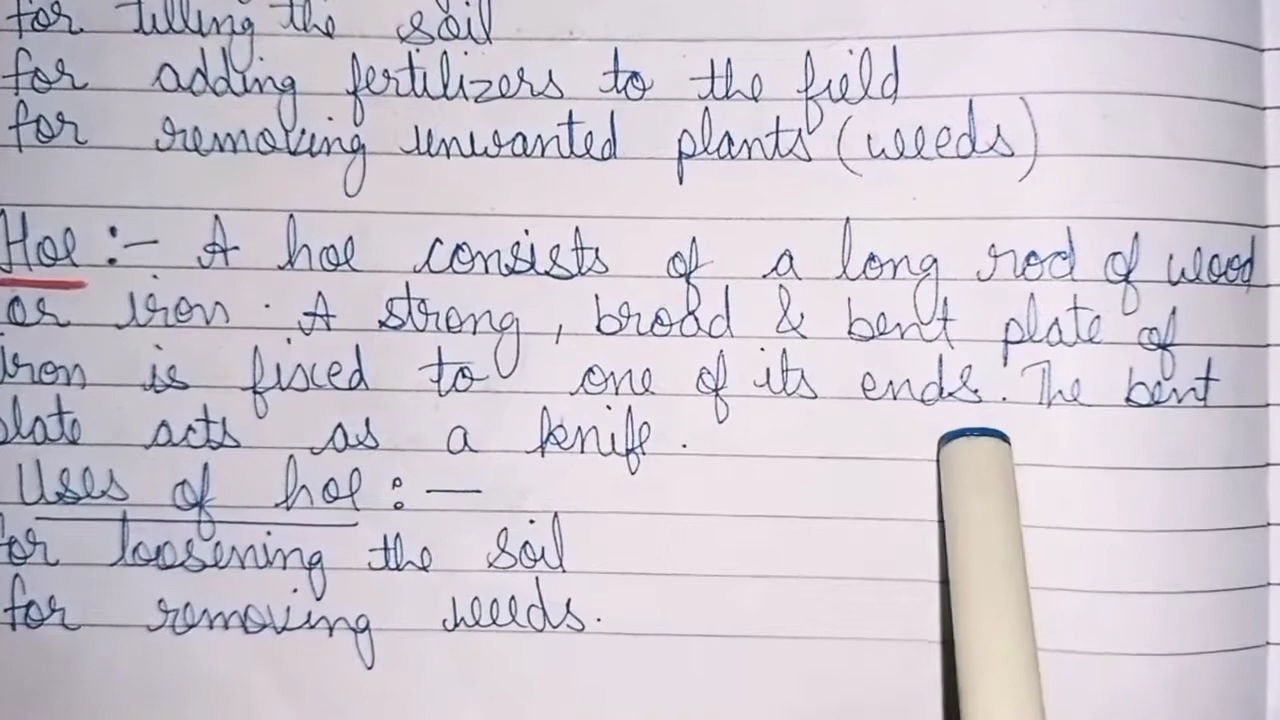 for tilling the soil
for adding fertilizers to the field
for removing unwanted plants (weeds)
Hoe :- A hoe consists of a long rod of wood
or iron. A strong, broad & bent plate of
iron is fixed to one of its ends. The bent
plate acts as a knife.
Uses of hoe :-
for loosening the soil
for removing weeds.